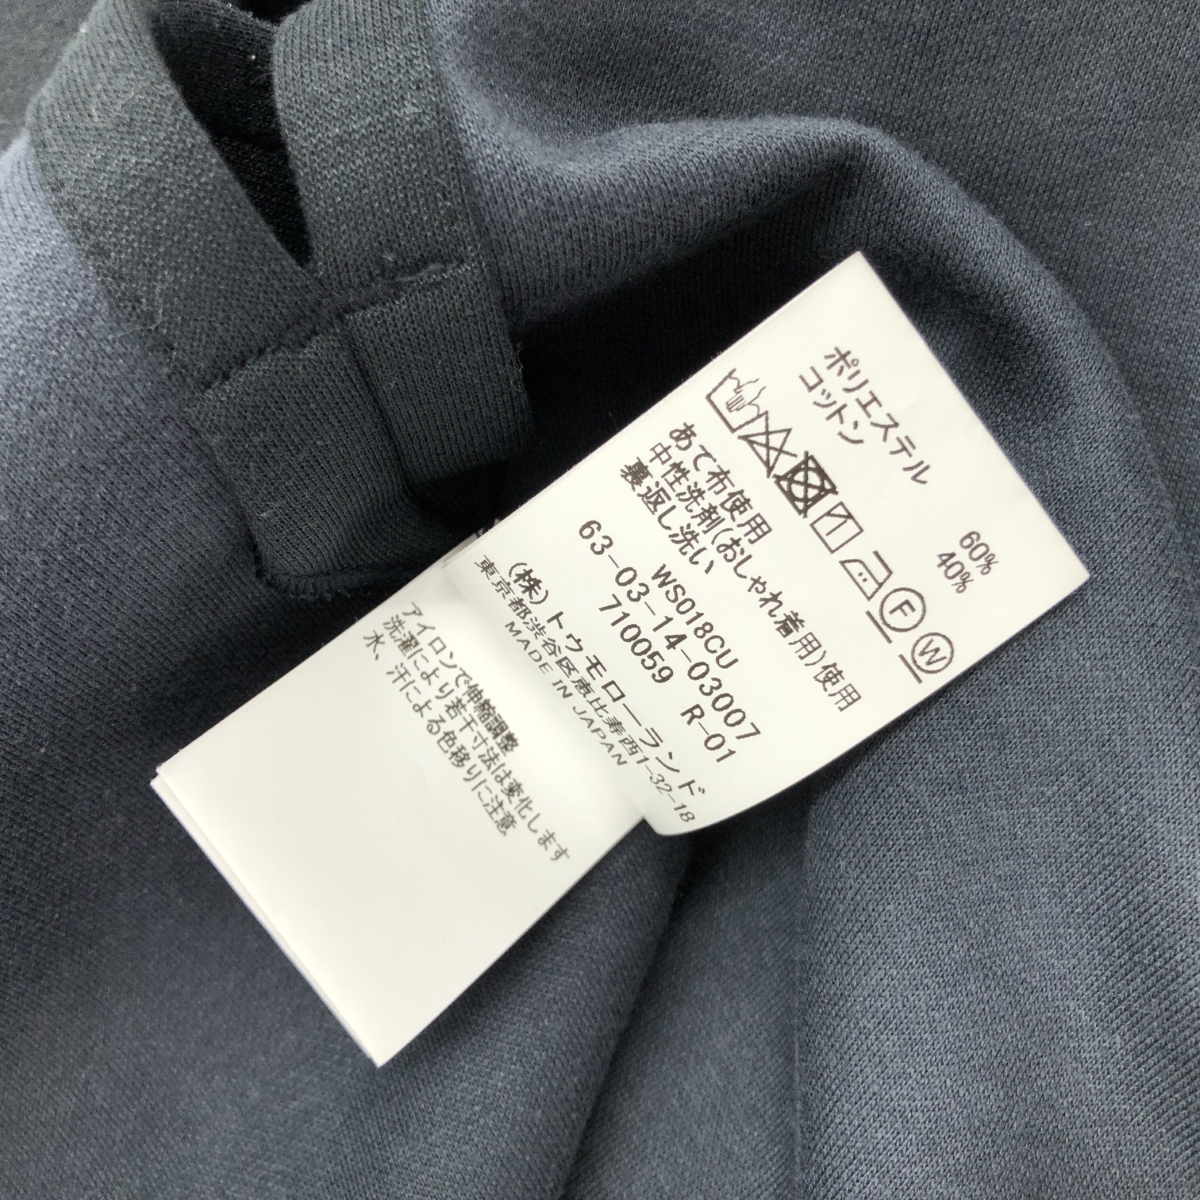 ポリエステル 60%
コットン 40%
F W
あて布使用
中性洗剤(おしゃれ着用)使用
裏返し洗い
WS018CU
63-03-14-03007
710059 R-01
(株)トゥモローランド
東京都渋谷区恵比寿西1-32-18
MADE IN JAPAN
アイロンで伸縮調整
洗濯により若干寸法は変化します
水、汗による色移りに注意